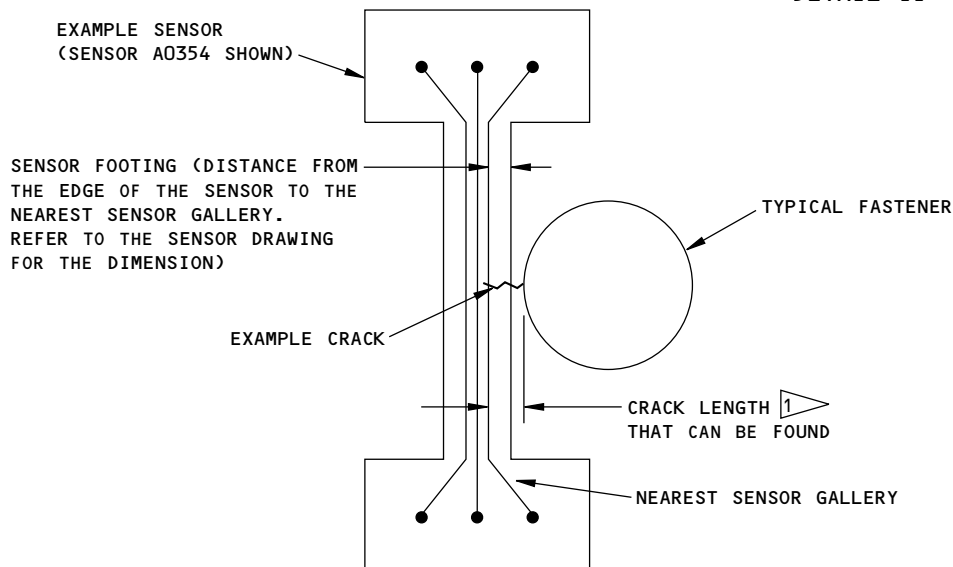 EXAMPLE SENSOR
(SENSOR AO354 SHOWN)
SENSOR FOOTING (DISTANCE FROM
THE EDGE OF THE SENSOR TO THE
NEAREST SENSOR GALLERY.
REFER TO THE SENSOR DRAWING
FOR THE DIMENSION)
TYPICAL FASTENER
EXAMPLE CRACK
CRACK LENGTH 1
THAT CAN BE FOUND
NEAREST SENSOR GALLERY